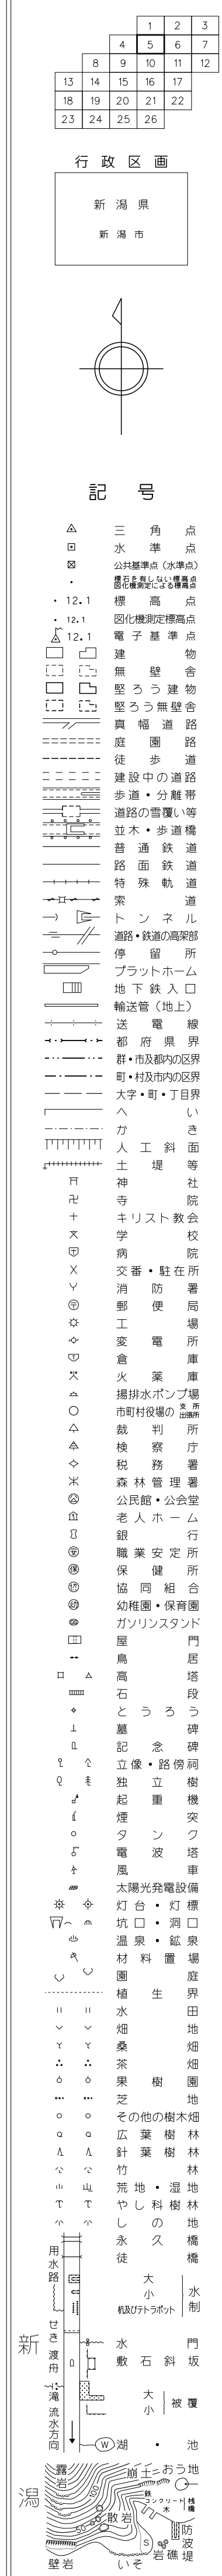 1 2 3
4 5 6 7
8 9 10 11 12
13 14 15 16 17
18 19 20 21 22
23 24 25 26
行政区画
新潟県
新潟市
記号
三角点
水準点
公共基準点（水準点）
標石を有しない標高点
図化機測定による標高点
・12.1 標高点
・12.1 図化機測定標高点
12.1 電子基準点
建物
無壁舎
堅ろう建物
堅ろう無壁舎
真幅道路
庭園路
徒歩道
建設中の道路
歩道・分離帯
道路の雪覆い等
並木・歩道橋
普通鉄道
路面鉄道
特殊軌道
索道
トンネル
道路・鉄道の高架部
停留所
プラットホーム
地下鉄入口
輸送管（地上）
送電線
都府県界
群・市及都内の区界
町・村及市内の区界
大字・町・丁目界
へい
かき
人工斜面
土堤等
神社
寺院
キリスト教会
学校
病院
交番・駐在所
消防署
郵便局
工場
変電所
倉庫
火薬庫
揚排水ポンプ場
市町村役場の 支所 出張所
裁判所
検察庁
税務署
森林管理署
公民館・公会堂
老人ホーム
銀行
職業安定所
保健所
協同組合
幼稚園・保育園
ガソリンスタンド
屋門
鳥居
高塔
石段
とうろう
墓碑
記念碑
立像・路傍祠
独立樹
起重機
煙突
タンク
電波塔
風車
太陽光発電設備
灯台・灯標
坑口・洞口
温泉・鉱泉
材料置場
園庭
植生界
水田
畑地
桑畑
茶畑
果樹園
芝地
その他の樹木畑
広葉樹林
針葉樹林
竹林
荒地・湿地
やし科樹林
しの地
永久橋
徒橋
用水路
大
小
杭及びテトラポット
水制
せき
渡舟
水門
敷石斜坂
滝
大
小
被覆
流水方向
W 湖・池
新潟
露岩
崩土
おう地
100
50
散岩
鉄
コンクリート
木
桟橋
S
防波堤
岩礁
壁岩
いそ